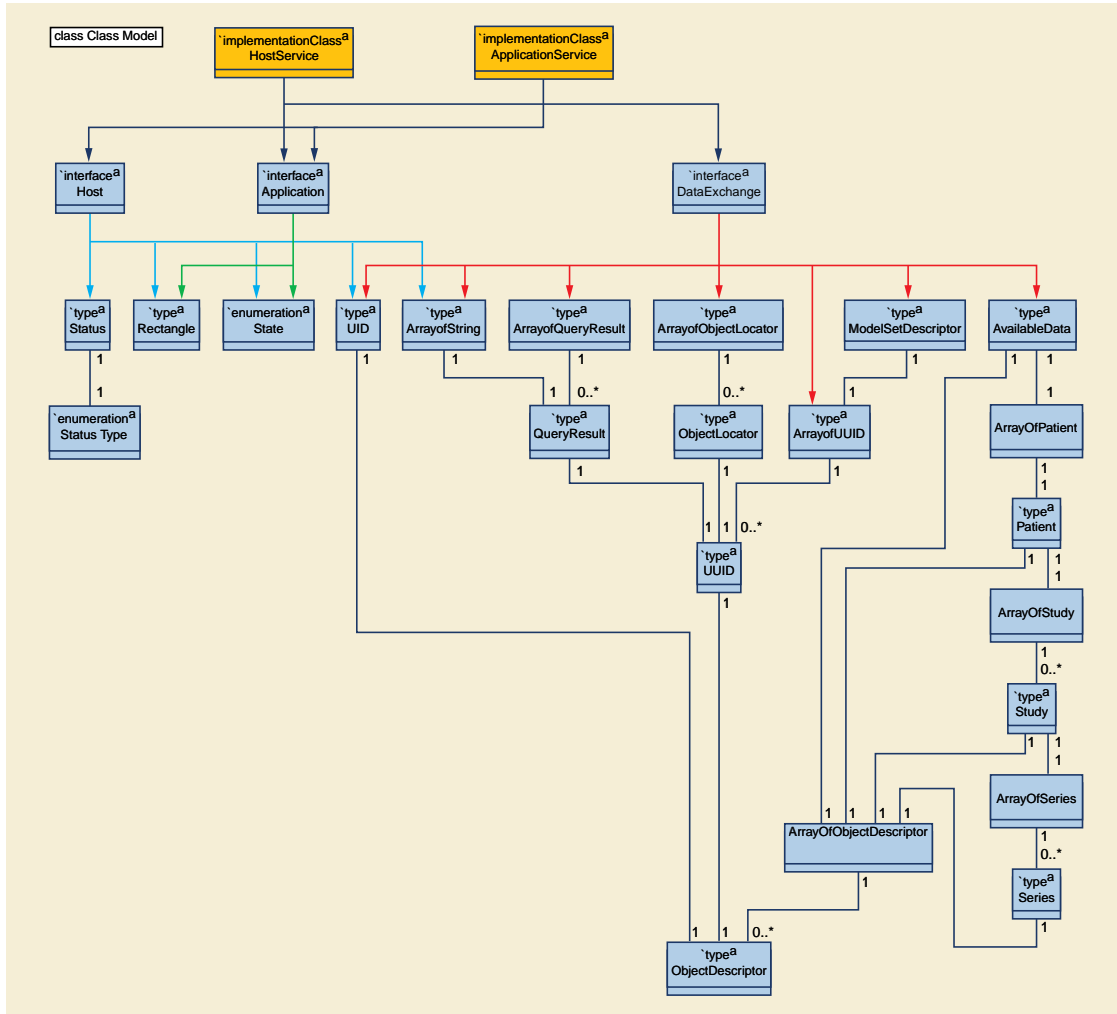 class Class Model
`implementationClassª
HostService
`implementationClassª
ApplicationService
`interfaceª
Host
`interfaceª
Application
`interfaceª
DataExchange
`typeª
Status
`typeª
Rectangle
`enumerationª
State
`typeª
UID
`typeª
ArrayofString
`typeª
ArrayofQueryResult
`typeª
ArrayofObjectLocator
`typeª
ModelSetDescriptor
`typeª
AvailableData
1
1
1
1
1
1
1
1
1
1
1
0..*
0..*
1
1
`enumerationª
Status Type
`typeª
QueryResult
`typeª
ObjectLocator
`typeª
ArrayofUUID
ArrayOfPatient
1
1
1
1
1
1
1
0..*
`typeª
Patient
`typeª
UUID
1
1
1
1
ArrayOfStudy
1
0..*
`typeª
Study
1
1
1
ArrayOfSeries
1
1
1
1
ArrayOfObjectDescriptor
1
0..*
1
`typeª
Series
1
1
1
0..*
`typeª
ObjectDescriptor